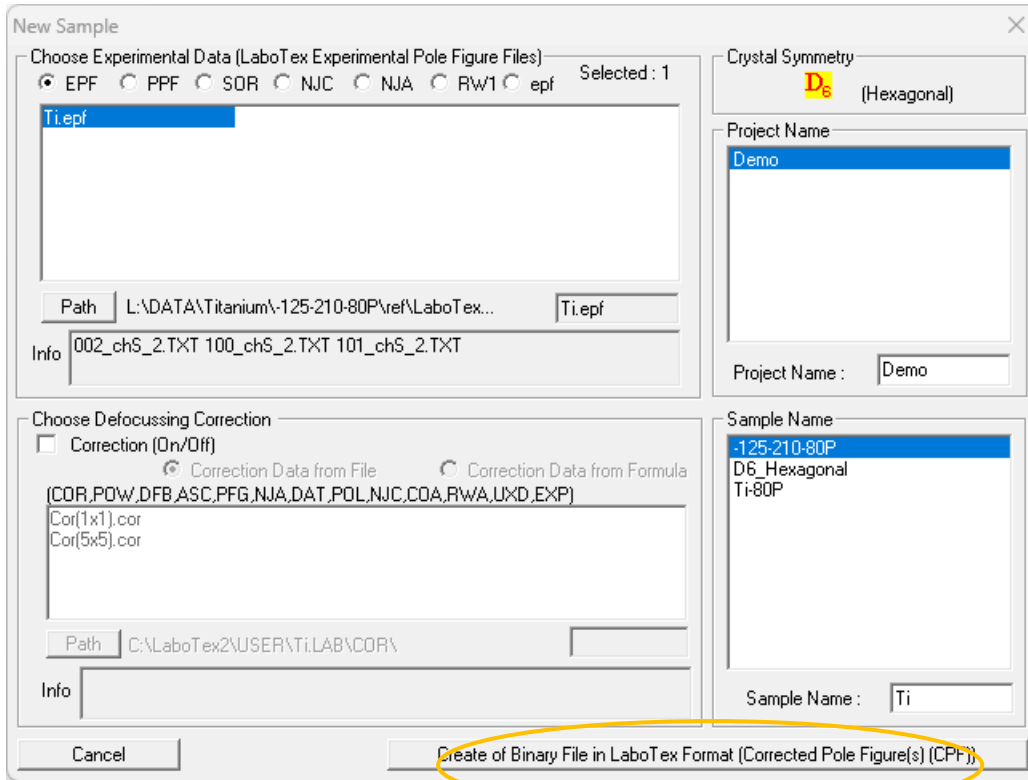 New Sample
Choose Experimental Data (LaboTex Experimental Pole Figure Files)
EPF PPF SOR NJC NJA RW1 epf Selected : 1
Ti.epf
Path L:\DATA\Titanium\-125-210-80P\ref\LaboTex... Ti.epf
Info 002_chS_2.TXT 100_chS_2.TXT 101_chS_2.TXT
Crystal Symmetry
D6 (Hexagonal)
Project Name
Demo
Project Name : Demo
Choose Defocussing Correction
Correction (On/Off)
Correction Data from File Correction Data from Formula
(COR,POW,DFB,ASC,PFG,NJA,DAT,POL,NJC,COA,RWA,UXD,EXP)
Cor(1x1).cor
Cor(5x5).cor
Path C:\LaboTex2\USER\Ti.LAB\COR\
Info
Sample Name
-125-210-80P
D6_Hexagonal
Ti-80P
Sample Name : Ti
Cancel Create of Binary File in LaboTex Format (Corrected Pole Figure(s) (CPF))